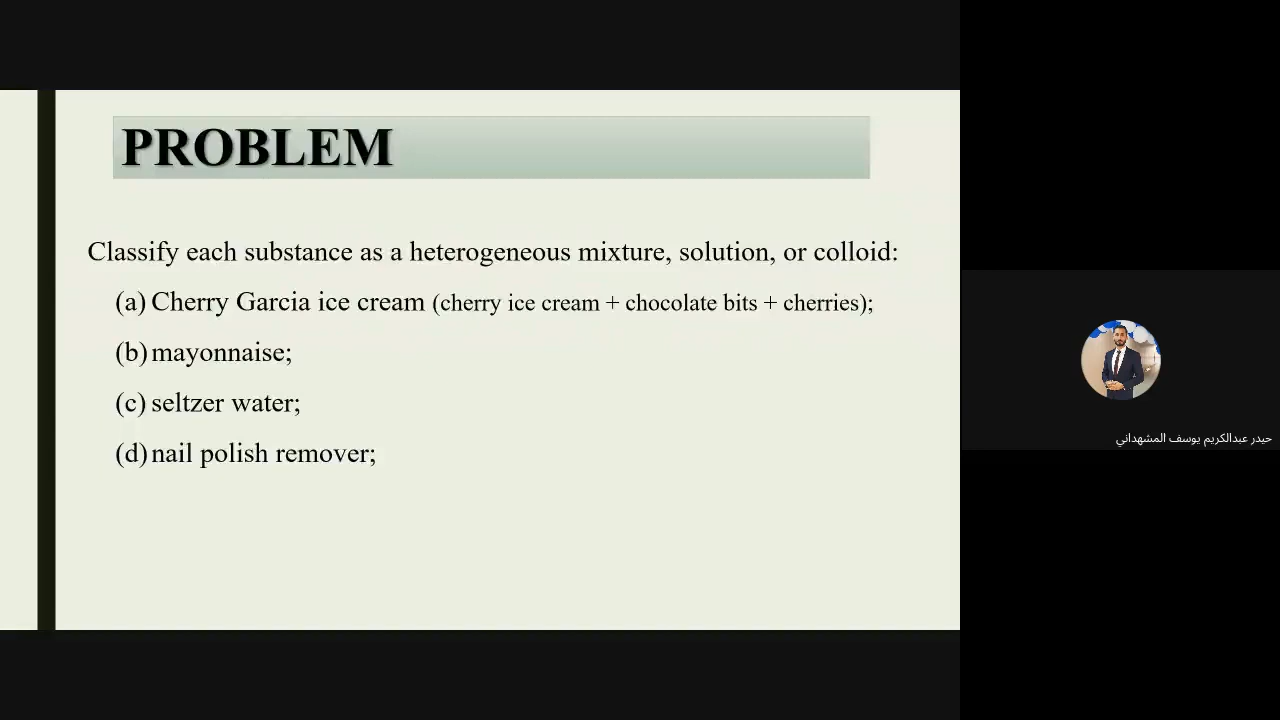 PROBLEM
Classify each substance as a heterogeneous mixture, solution, or colloid:
(a) Cherry Garcia ice cream (cherry ice cream + chocolate bits + cherries);
(b) mayonnaise;
(c) seltzer water;
(d) nail polish remover;
حيدر عبدالكريم يوسف المشهداني